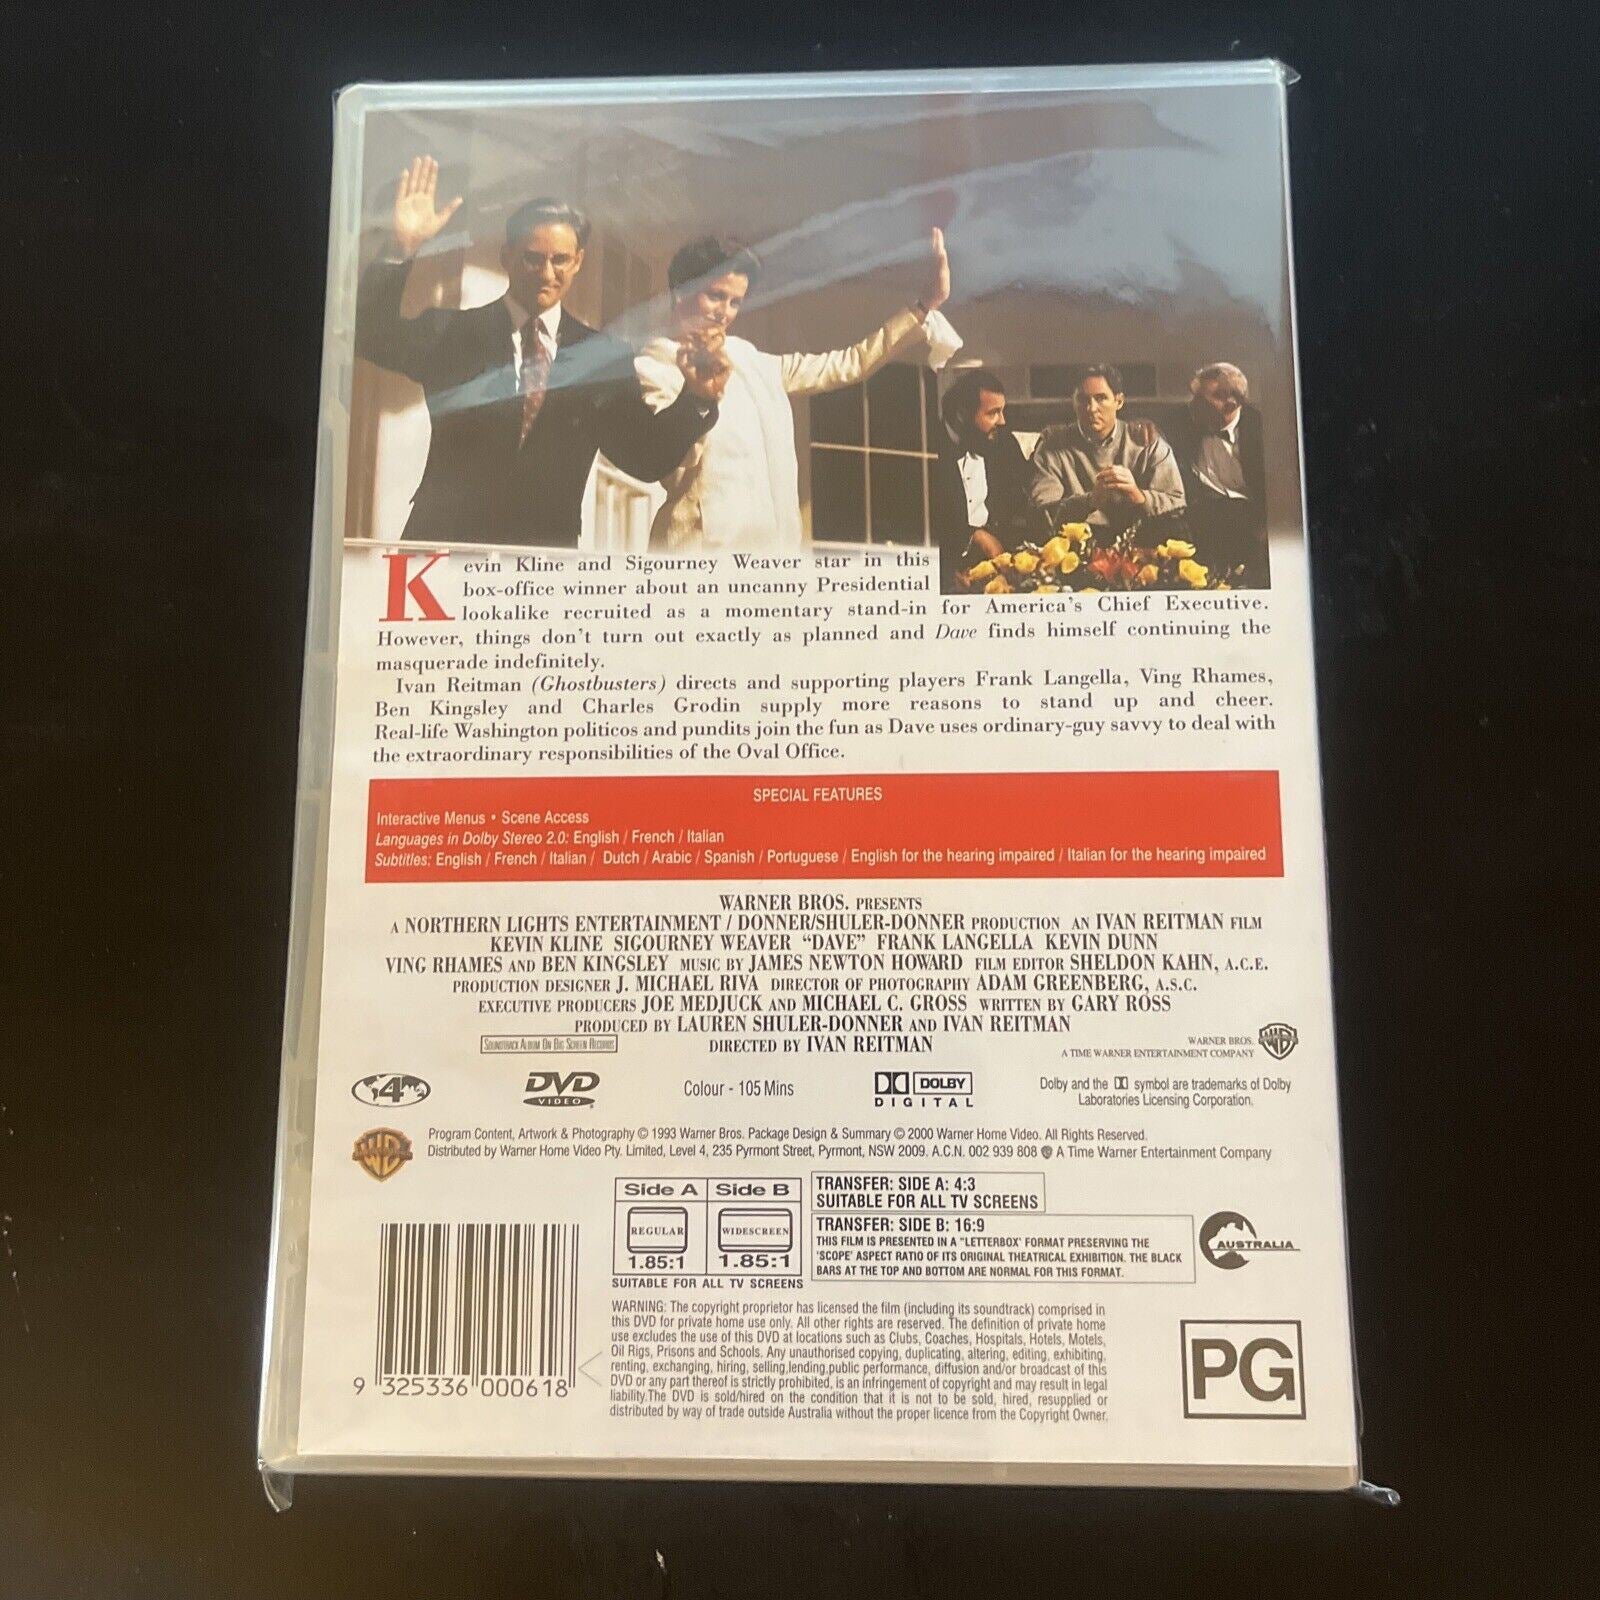 Kevin Kline and Sigourney Weaver star in this
box-office winner about an uncanny Presidential
lookalike recruited as a momentary stand-in for America's Chief Executive.
However, things don't turn out exactly as planned and Dave finds himself continuing the
masquerade indefinitely.
Ivan Reitman (Ghostbusters) directs and supporting players Frank Langella, Ving Rhames,
Ben Kingsley and Charles Grodin supply more reasons to stand up and cheer.
Real-life Washington politicos and pundits join the fun as Dave uses ordinary-guy savvy to deal with
the extraordinary responsibilities of the Oval Office.
SPECIAL FEATURES
Interactive Menus • Scene Access
Languages in Dolby Stereo 2.0: English / French / Italian
Subtitles: English / French / Italian / Dutch / Arabic / Spanish / Portuguese / English for the hearing impaired / Italian for the hearing impaired
WARNER BROS. PRESENTS
A NORTHERN LIGHTS ENTERTAINMENT / DONNER/SHULER-DONNER PRODUCTION AN IVAN REITMAN FILM
KEVIN KLINE SIGOURNEY WEAVER "DAVE" FRANK LANGELLA KEVIN DUNN
VING RHAMES AND BEN KINGSLEY MUSIC BY JAMES NEWTON HOWARD FILM EDITOR SHELDON KAHN, A.C.E.
PRODUCTION DESIGNER J. MICHAEL RIVA DIRECTOR OF PHOTOGRAPHY ADAM GREENBERG, A.S.C.
EXECUTIVE PRODUCERS JOE MEDJUCK AND MICHAEL C. GROSS WRITTEN BY GARY ROSS
PRODUCED BY LAUREN SHULER-DONNER AND IVAN REITMAN
SOUNDTRACK ALBUM ON BIG SCREEN RECORDS
DIRECTED BY IVAN REITMAN
WARNER BROS.
A TIME WARNER ENTERTAINMENT COMPANY
WB
4
DVD
VIDEO
Colour - 105 Mins
DOLBY
DIGITAL
Dolby and the DD symbol are trademarks of Dolby
Laboratories Licensing Corporation.
WB
Program Content, Artwork & Photography © 1993 Warner Bros. Package Design & Summary © 2000 Warner Home Video. All Rights Reserved.
Distributed by Warner Home Video Pty. Limited, Level 4, 235 Pyrmont Street, Pyrmont, NSW 2009. A.C.N. 002 939 808 A Time Warner Entertainment Company
Side A Side B
REGULAR WIDESCREEN
1.85:1 1.85:1
SUITABLE FOR ALL TV SCREENS
TRANSFER: SIDE A: 4:3
SUITABLE FOR ALL TV SCREENS
TRANSFER: SIDE B: 16:9
THIS FILM IS PRESENTED IN A "LETTERBOX' FORMAT PRESERVING THE
'SCOPE' ASPECT RATIO OF ITS ORIGINAL THEATRICAL EXHIBITION. THE BLACK
BARS AT THE TOP AND BOTTOM ARE NORMAL FOR THIS FORMAT.
AUSTRALIA
9 325336 000618
WARNING: The copyright proprietor has licensed the film (including its soundtrack) comprised in
this DVD for private home use only. All other rights are reserved. The definition of private home
use excludes the use of this DVD at locations such as Clubs, Coaches, Hospitals, Hotels, Motels,
Oil Rigs, Prisons and Schools. Any unauthorised copying, duplicating, altering, editing, exhibiting,
renting, exchanging, hiring, selling,lending,public performance, diffusion and/or broadcast of this
DVD or any part thereof is strictly prohibited, is an infringement of copyright and may result in legal
liability.The DVD is sold/hired on the condition that it is not to be sold, hired, resupplied or
distributed by way of trade outside Australia without the proper licence from the Copyright Owner.
PG